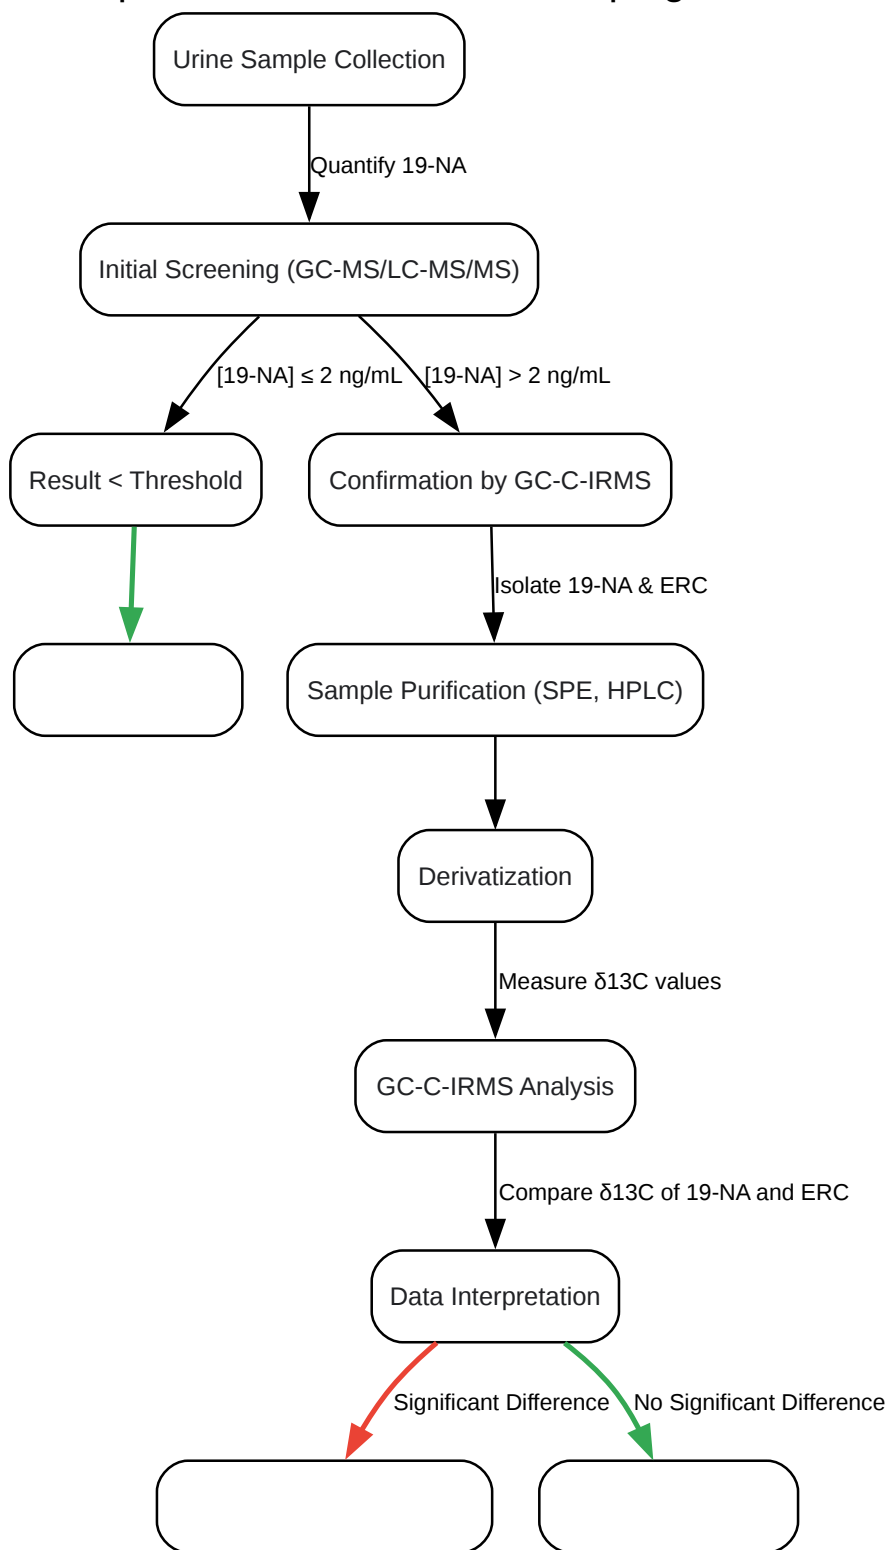 Urine Sample Collection
Quantify 19-NA
Initial Screening (GC-MS/LC-MS/MS)
[19-NA] ≤ 2 ng/mL
[19-NA] > 2 ng/mL
Result < Threshold
Confirmation by GC-C-IRMS
Isolate 19-NA & ERC
Sample Purification (SPE, HPLC)
Derivatization
Measure δ13C values
GC-C-IRMS Analysis
Compare δ13C of 19-NA and ERC
Data Interpretation
Significant Difference
No Significant Difference